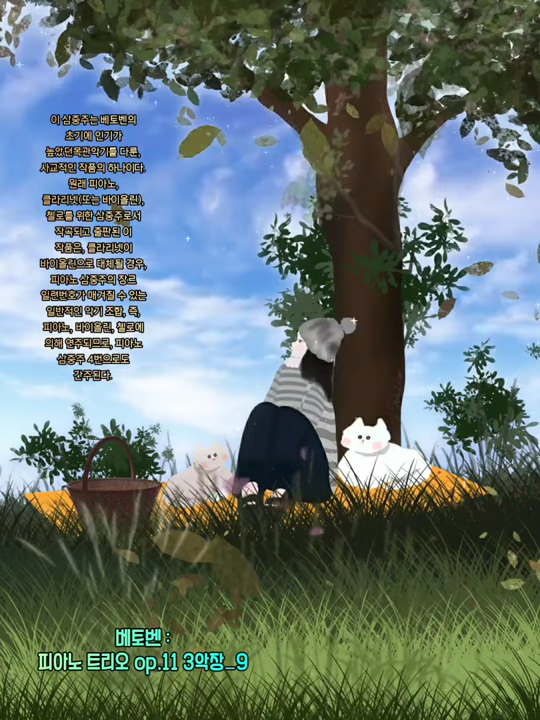 이 삼중주는 베토벤의
초기에 인기가
높았던목관악기를 다룬,
사교적인 작품의 하나이다.
원래 피아노,
클라리넷(또는 바이올린),
첼로를 위한 삼중주로서
작곡되고 출판된 이
작품은, 클라리넷이
바이올린으로 대체될 경우,
피아노 삼중주의 장르
일련번호가 매겨질 수 있는
일반적인 악기 조합, 즉,
피아노, 바이올린, 첼로에
의해 연주되므로, 피아노
삼중주 4번으로도
간주된다.
베토벤 :
피아노 트리오 op.11 3악장_9